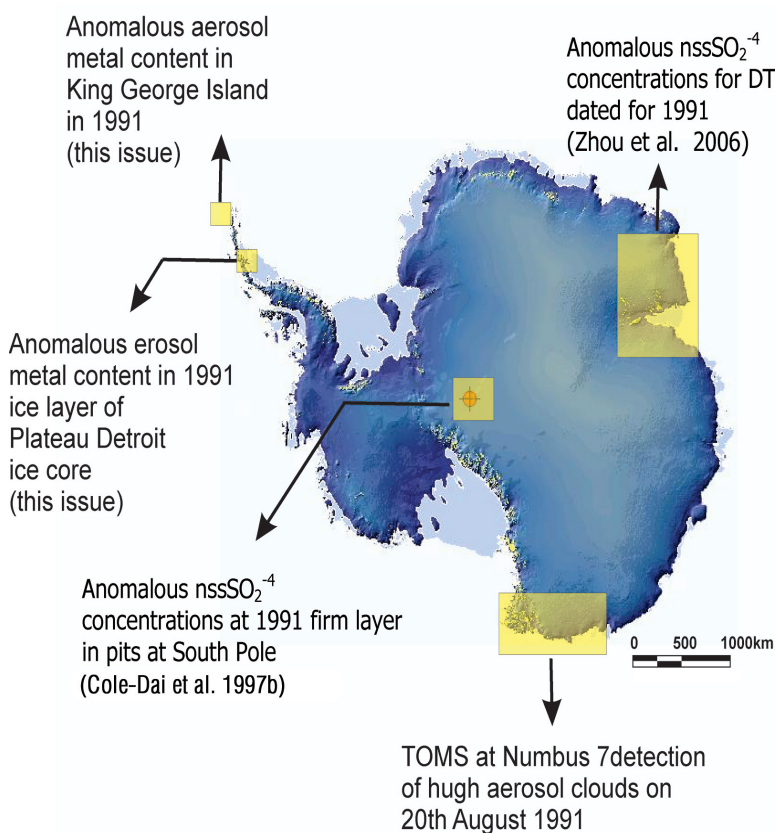 Anomalous aerosol
metal content in
King George Island
in 1991
(this issue)
Anomalous nssSO₂⁻⁴
concentrations for DT
dated for 1991
(Zhou et al. 2006)
Anomalous erosol
metal content in 1991
ice layer of
Plateau Detroit
ice core
(this issue)
Anomalous nssSO₂⁻⁴
concentrations at 1991 firm layer
in pits at South Pole
(Cole-Dai et al. 1997b)
0 500 1000km
TOMS at Numbus 7detection
of hugh aerosol clouds on
20th August 1991